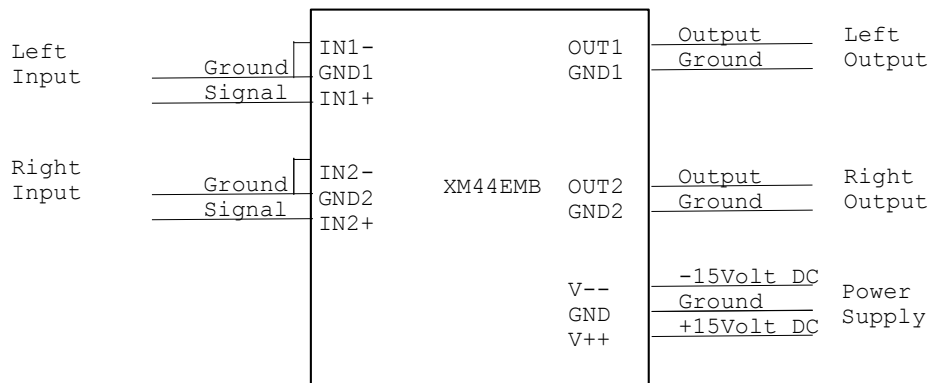 Left
Input
Ground
Signal
IN1-
GND1
IN1+
OUT1
GND1
Output
Ground
Left
Output
Right
Input
Ground
Signal
IN2-
GND2
IN2+
XM44EMB
OUT2
GND2
Output
Ground
Right
Output
V--
GND
V++
-15Volt DC
Ground
+15Volt DC
Power
Supply